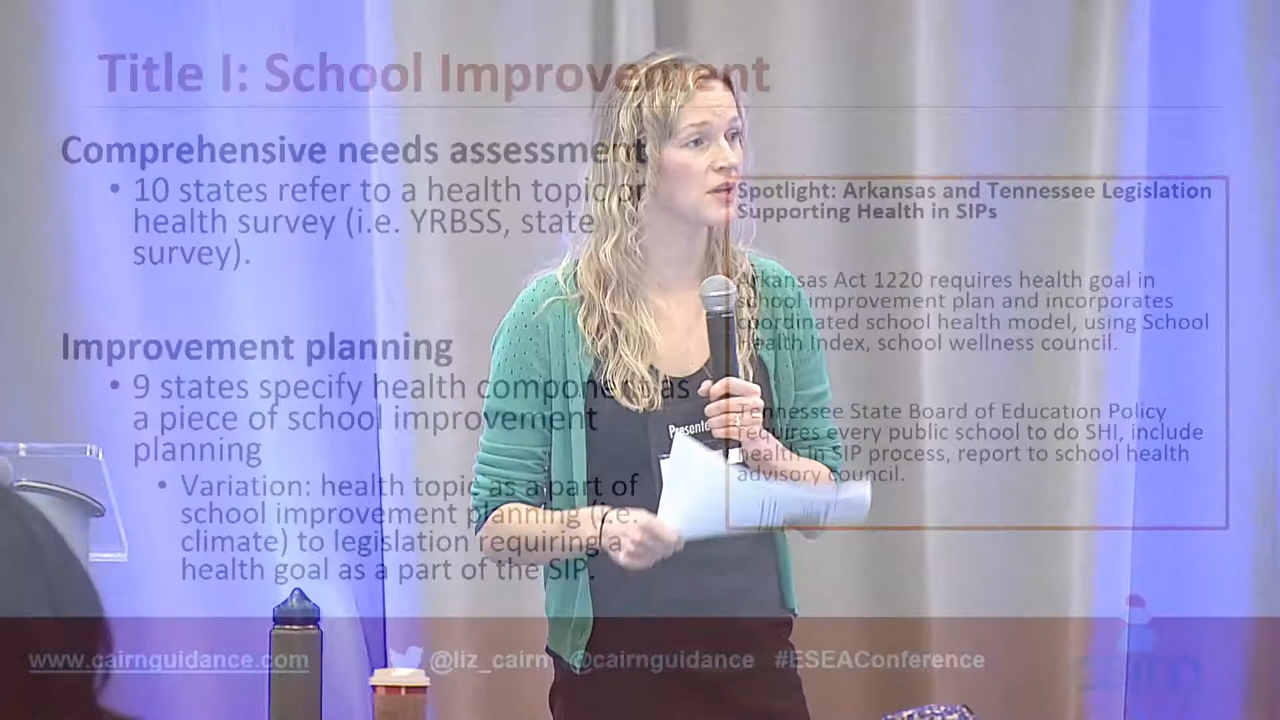 Title I: School Improvement
Comprehensive needs assessment
• 10 states refer to a health topic or
health survey (i.e. YRBSS, state
survey).
Improvement planning
• 9 states specify health component as
a piece of school improvement
planning
• Variation: health topic as a part of
school improvement planning (i.e.
climate) to legislation requiring a
health goal as a part of the SIP.
Spotlight: Arkansas and Tennessee Legislation
Supporting Health in SIPs
Arkansas Act 1220 requires health goal in
school improvement plan and incorporates
coordinated school health model, using School
Health Index, school wellness council.
Tennessee State Board of Education Policy
requires every public school to do SHI, include
health in SIP process, report to school health
advisory council.
www.cairnguidance.com @liz_cairn @cairnguidance #ESEAConference
cairn